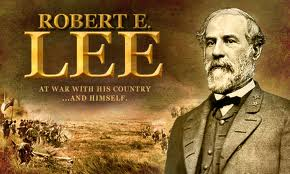 ROBERT E.
LEE
AT WAR WITH HIS COUNTRY
...AND HIMSELF.